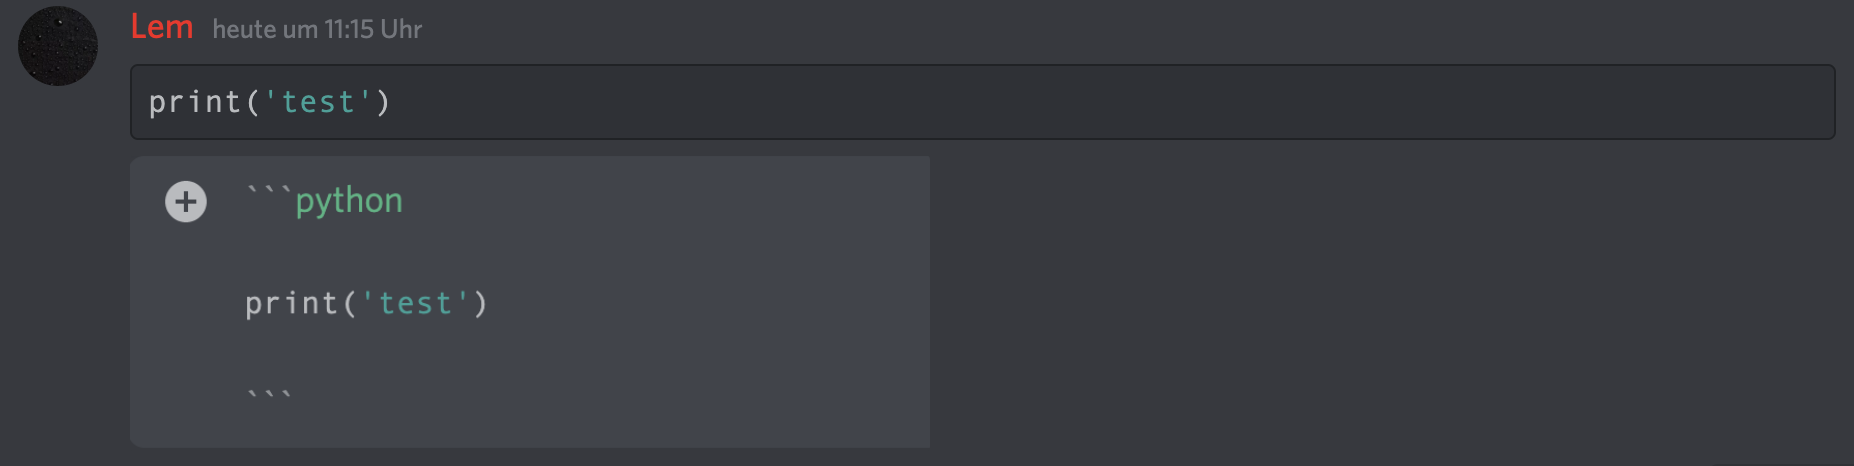 Lem heute um 11:15 Uhr
print('test')
```python
print('test')
```